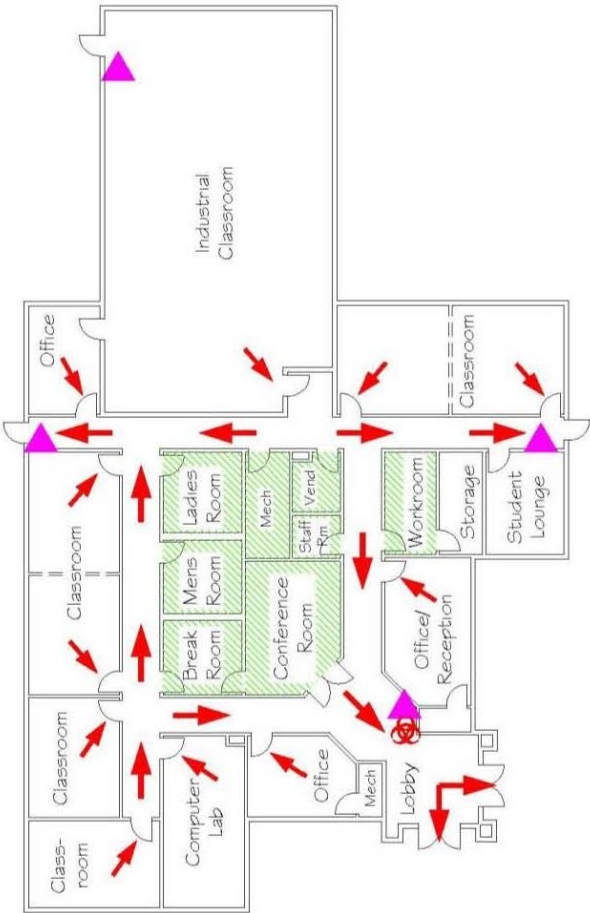 Industrial
Classroom
Office
Classroom
Classroom
Ladies
Room
Mech
Vend
Staff
Rm
Workroom
Storage
Student
Lounge
Mens
Room
Break
Room
Conference
Room
Office/
Reception
Classroom
Class-
room
Computer
Lab
Office
Mech
Lobby